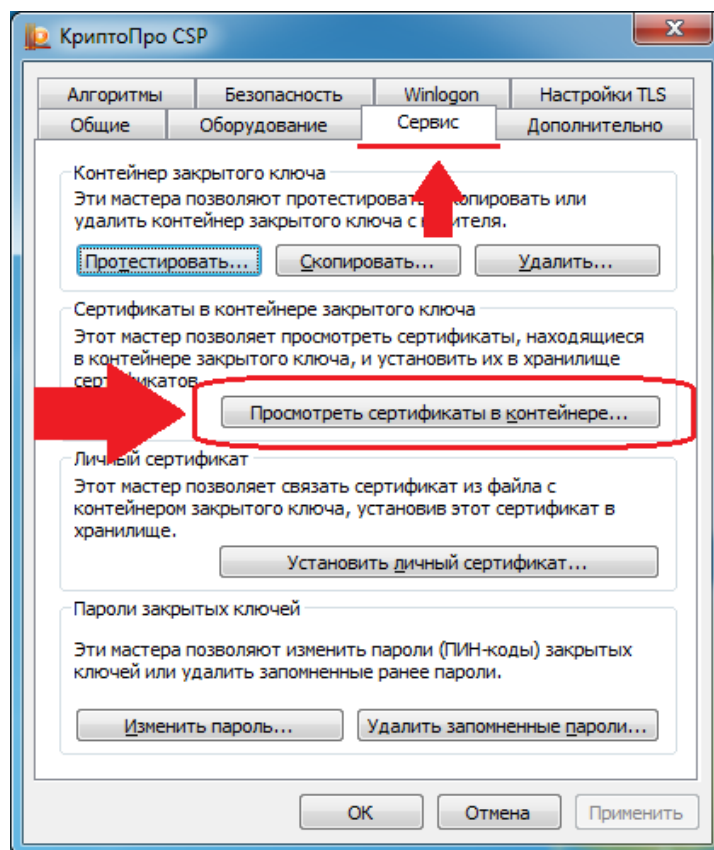 КриптоПро CSP
Алгоритмы Безопасность Winlogon Настройки TLS
Общие Оборудование Сервис Дополнительно
Контейнер закрытого ключа
Эти мастера позволяют протестировать, скопировать или
удалить контейнер закрытого ключа с носителя.
Протестировать... Скопировать... Удалить...
Сертификаты в контейнере закрытого ключа
Этот мастер позволяет просмотреть сертификаты, находящиеся
в контейнере закрытого ключа, и установить их в хранилище
сертификатов.
Просмотреть сертификаты в контейнере...
Личный сертификат
Этот мастер позволяет связать сертификат из файла с
контейнером закрытого ключа, установив этот сертификат в
хранилище.
Установить личный сертификат...
Пароли закрытых ключей
Эти мастера позволяют изменить пароли (ПИН-коды) закрытых
ключей или удалить запомненные ранее пароли.
Изменить пароль... Удалить запомненные пароли...
ОК Отмена Применить